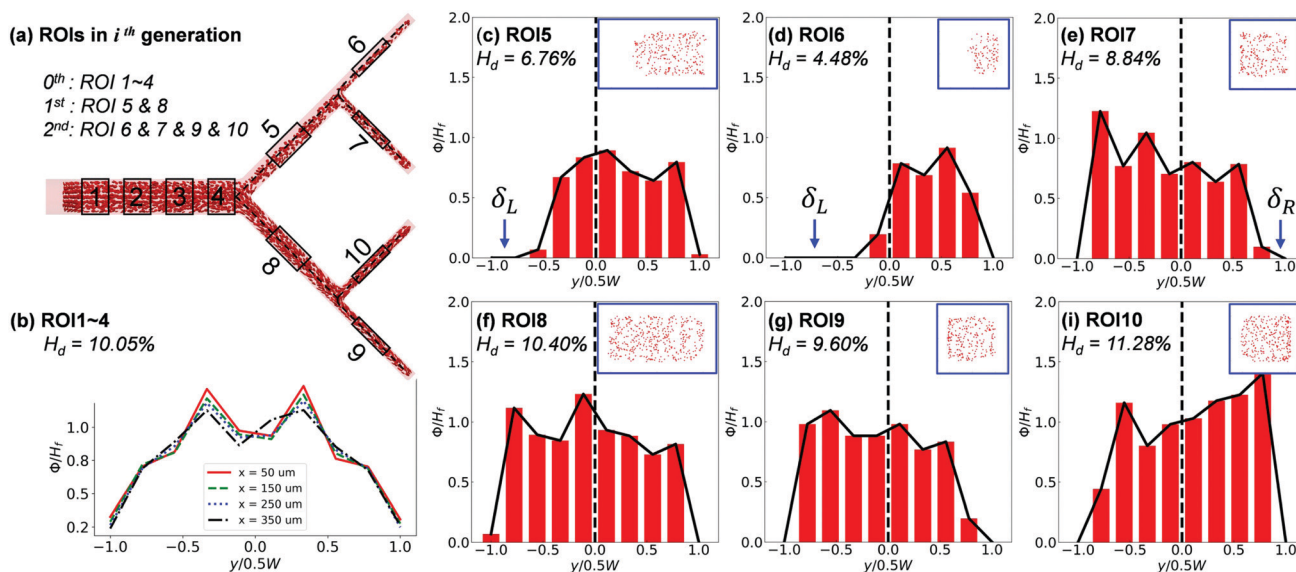 (a) ROIs in i th generation
0th : ROI 1~4
1st : ROI 5 & 8
2nd : ROI 6 & 7 & 9 & 10
1
2
3
4
5
6
7
8
9
10
(b) ROI1~4
Hd = 10.05%
Φ/Hf
1.0
0.8
0.5
0.2
x = 50 um
x = 150 um
x = 250 um
x = 350 um
−1.0 −0.5 0.0 0.5 1.0
y/0.5W
(c) ROI5
Hd = 6.76%
δL
Φ/Hf
2.0
1.5
1.0
0.5
0.0
−1.0 −0.5 0.0 0.5 1.0
y/0.5W
(d) ROI6
Hd = 4.48%
δL
Φ/Hf
2.0
1.5
1.0
0.5
0.0
−1.0 −0.5 0.0 0.5 1.0
y/0.5W
(e) ROI7
Hd = 8.84%
δR
Φ/Hf
2.0
1.5
1.0
0.5
0.0
−1.0 −0.5 0.0 0.5 1.0
y/0.5W
(f) ROI8
Hd = 10.40%
Φ/Hf
2.0
1.5
1.0
0.5
0.0
−1.0 −0.5 0.0 0.5 1.0
y/0.5W
(g) ROI9
Hd = 9.60%
Φ/Hf
2.0
1.5
1.0
0.5
0.0
−1.0 −0.5 0.0 0.5 1.0
y/0.5W
(i) ROI10
Hd = 11.28%
Φ/Hf
2.0
1.5
1.0
0.5
0.0
−1.0 −0.5 0.0 0.5 1.0
y/0.5W